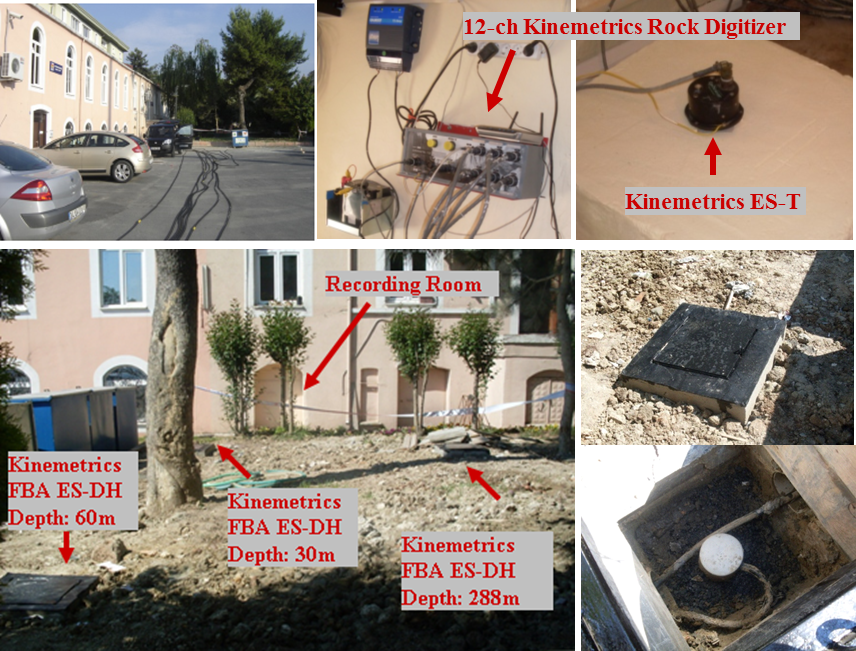 12-ch Kinemetrics Rock Digitizer
Kinemetrics ES-T
Recording Room
Kinemetrics
FBA ES-DH
Depth: 60m
Kinemetrics
FBA ES-DH
Depth: 30m
Kinemetrics
FBA ES-DH
Depth: 288m